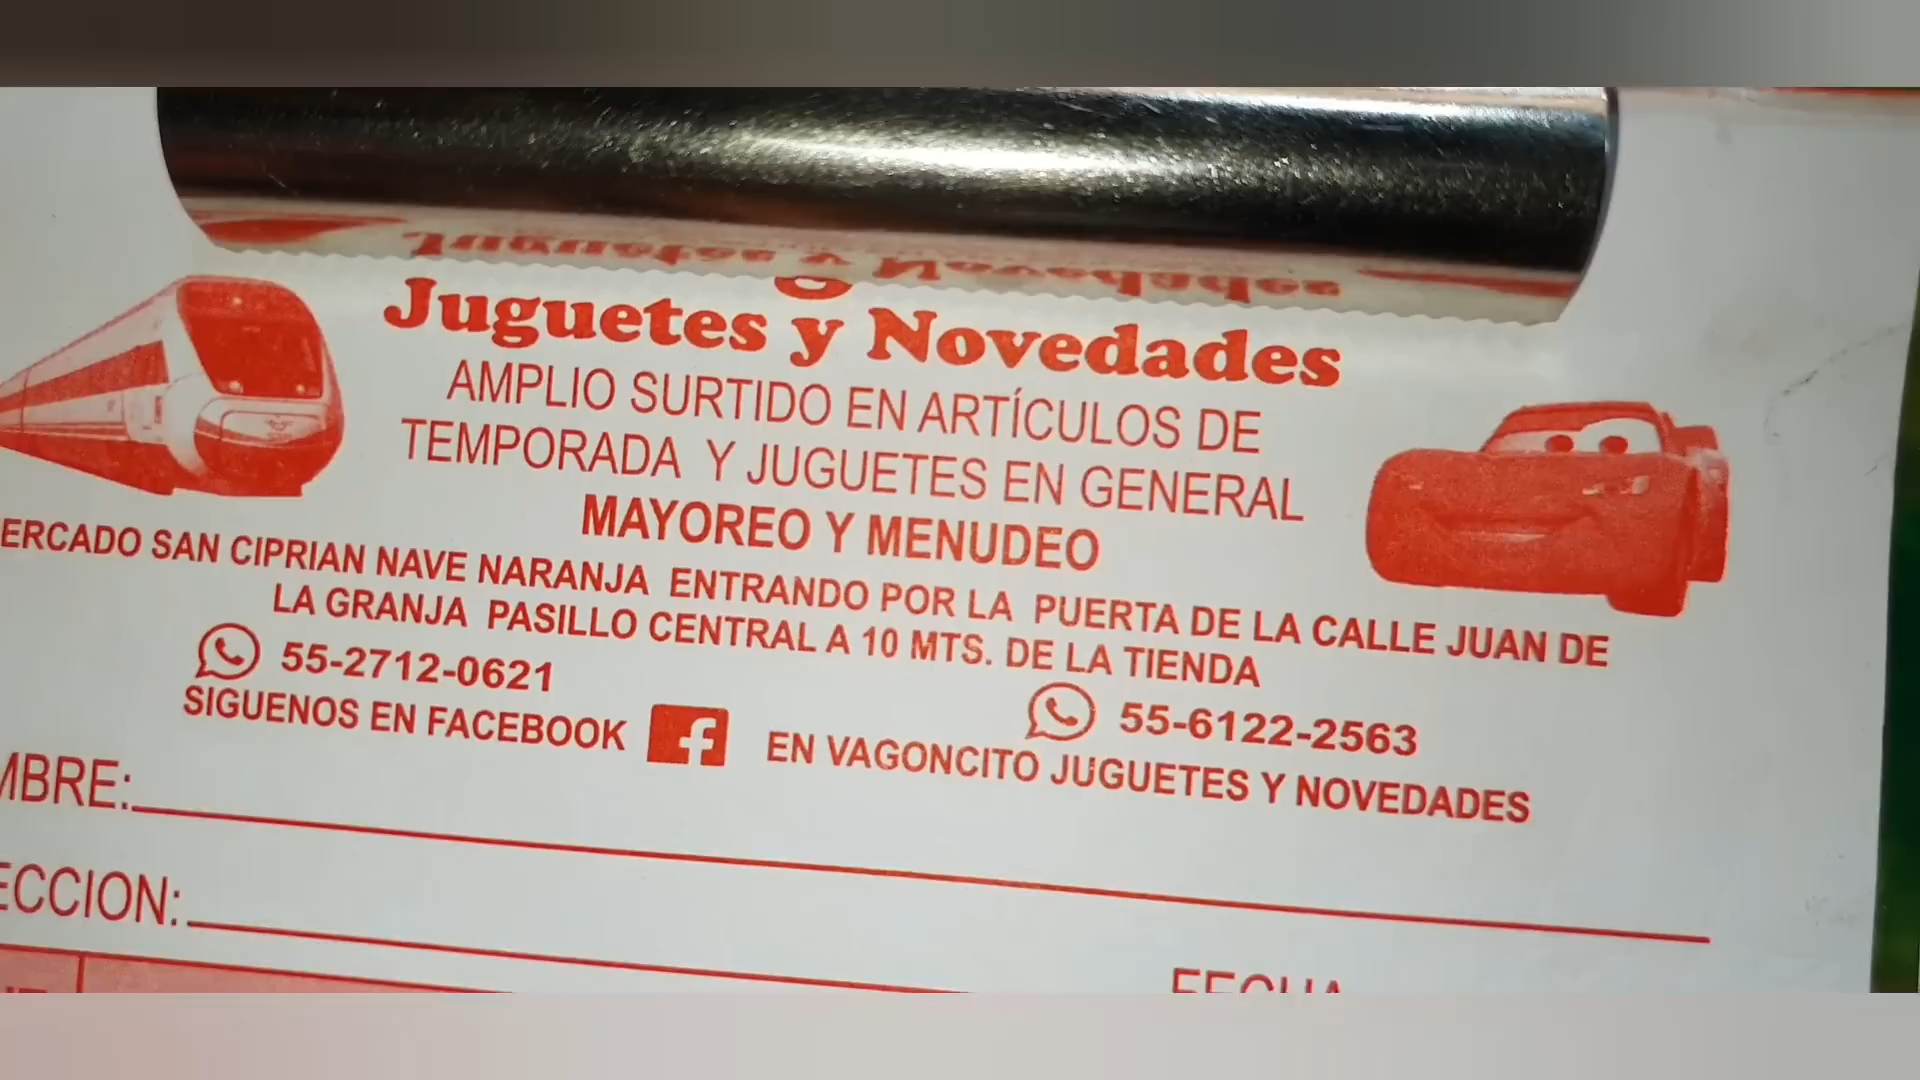 Juguetes y Novedades
AMPLIO SURTIDO EN ARTÍCULOS DE
TEMPORADA Y JUGUETES EN GENERAL
MAYOREO Y MENUDEO
ERCADO SAN CIPRIAN NAVE NARANJA ENTRANDO POR LA PUERTA DE LA CALLE JUAN DE
LA GRANJA PASILLO CENTRAL A 10 MTS. DE LA TIENDA
55-2712-0621
55-6122-2563
SIGUENOS EN FACEBOOK f EN VAGONCITO JUGUETES Y NOVEDADES
MBRE:
ECCION:
FECHA